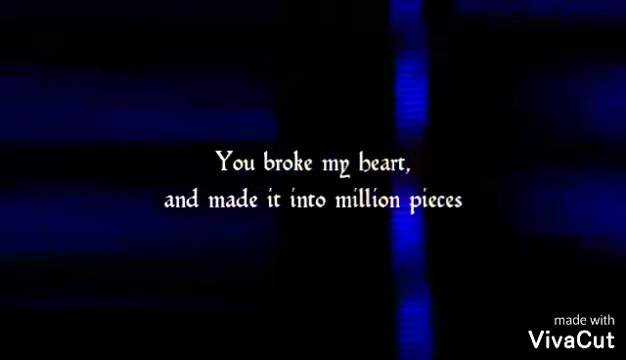 You broke my heart,
and made it into million pieces
made with
VivaCut